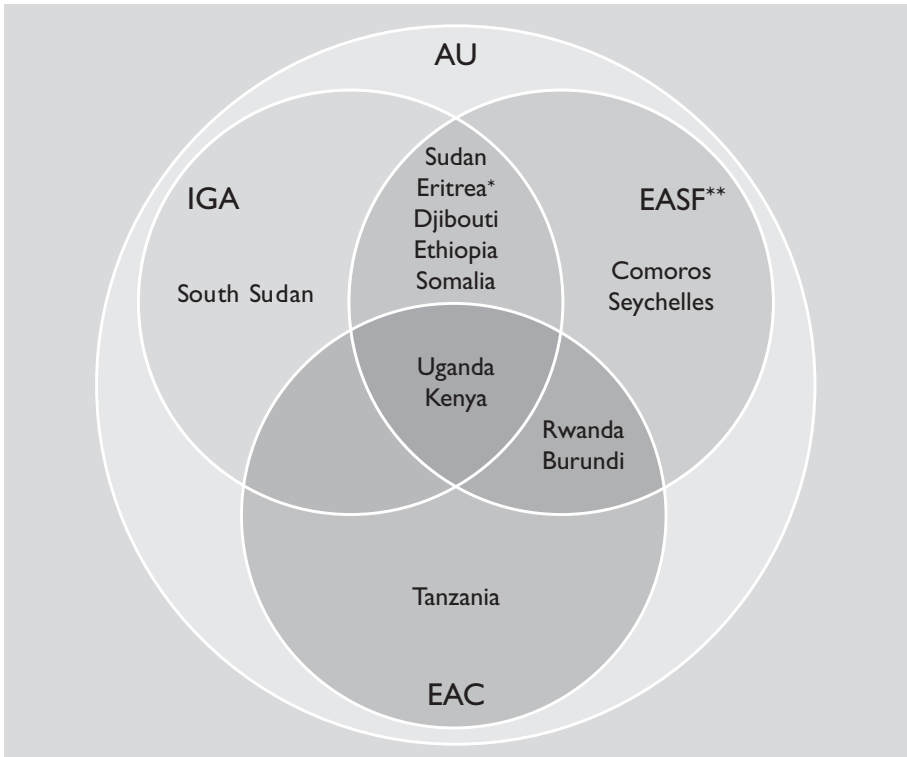 AU
IGA
South Sudan
Sudan
Eritrea*
Djibouti
Ethiopia
Somalia
EASF**
Comoros
Seychelles
Uganda
Kenya
Rwanda
Burundi
Tanzania
EAC